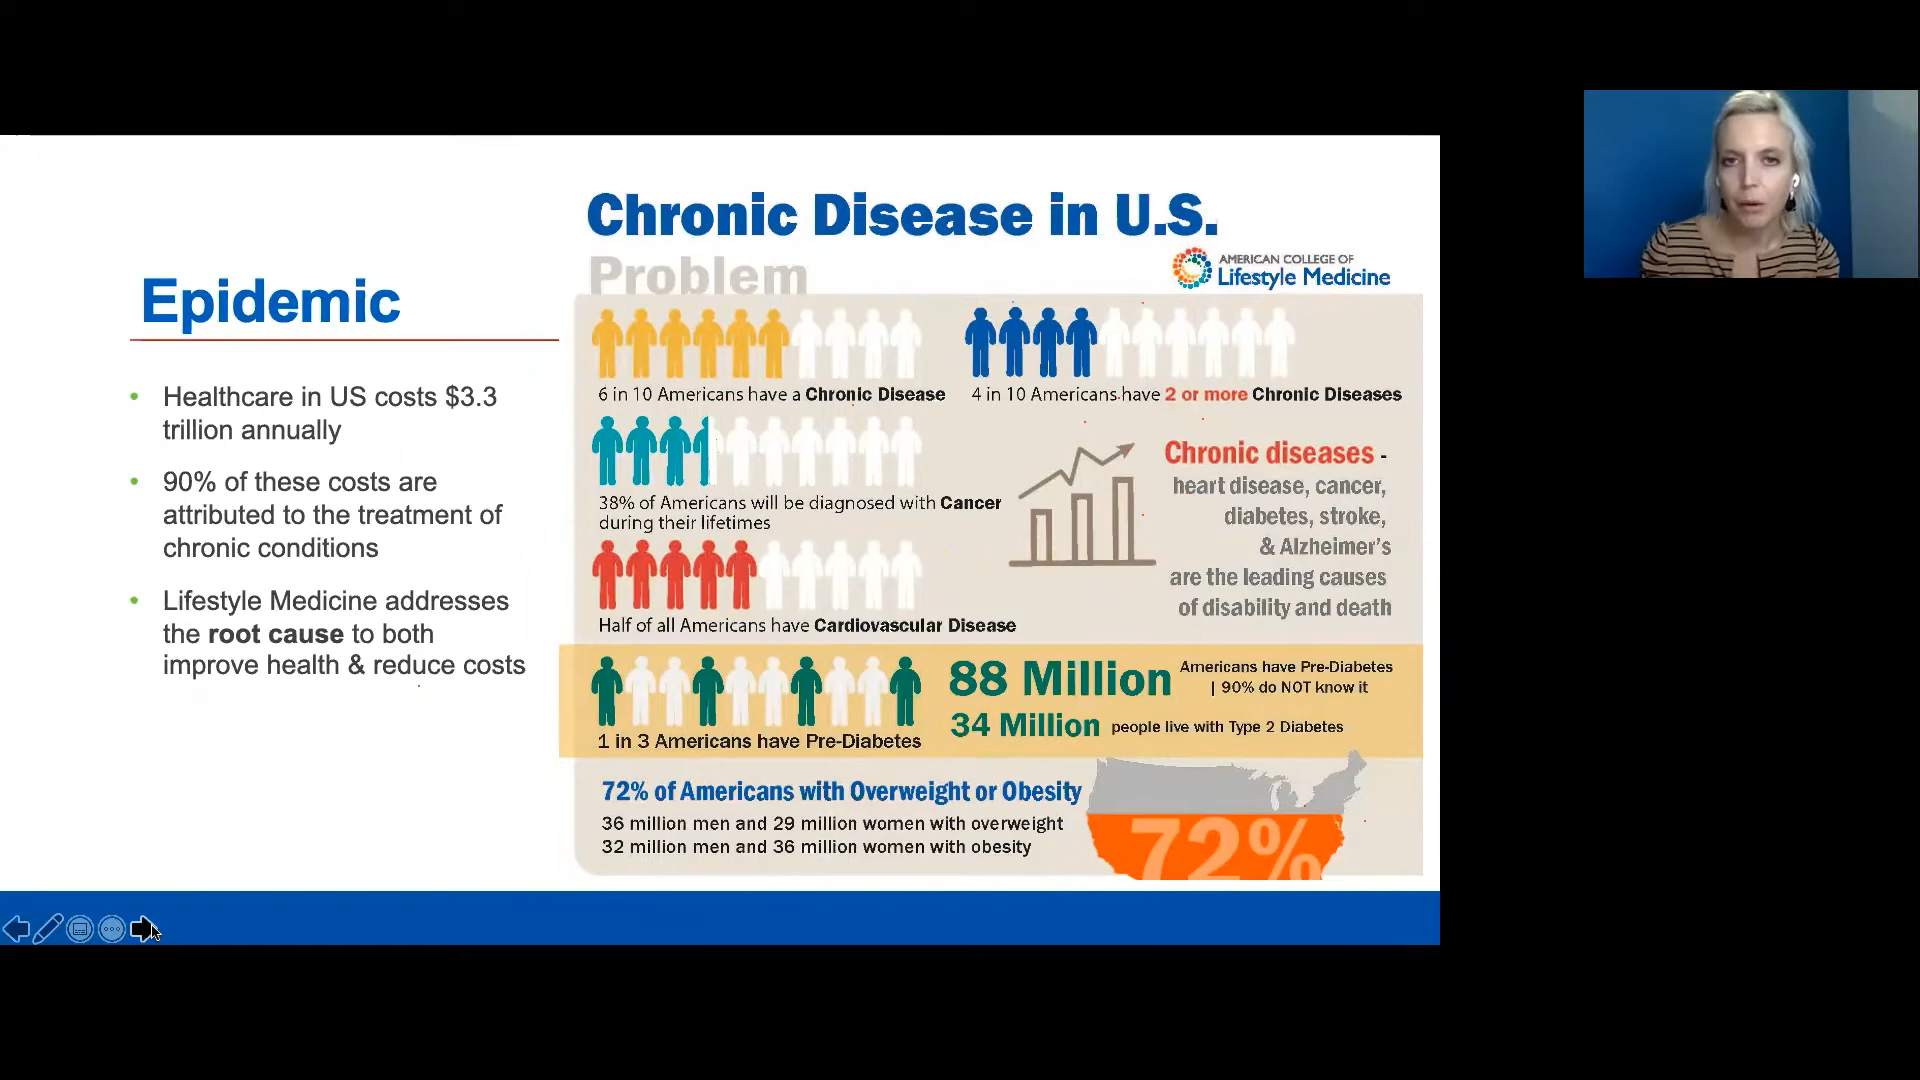 Epidemic
• Healthcare in US costs $3.3
trillion annually
• 90% of these costs are
attributed to the treatment of
chronic conditions
• Lifestyle Medicine addresses
the root cause to both
improve health & reduce costs
Chronic Disease in U.S.
Problem
AMERICAN COLLEGE OF
Lifestyle Medicine
6 in 10 Americans have a Chronic Disease
4 in 10 Americans have 2 or more Chronic Diseases
38% of Americans will be diagnosed with Cancer
during their lifetimes
Chronic diseases -
heart disease, cancer,
diabetes, stroke,
& Alzheimer's
are the leading causes
of disability and death
Half of all Americans have Cardiovascular Disease
1 in 3 Americans have Pre-Diabetes
88 Million Americans have Pre-Diabetes
| 90% do NOT know it
34 Million people live with Type 2 Diabetes
72% of Americans with Overweight or Obesity
36 million men and 29 million women with overweight
32 million men and 36 million women with obesity
72%